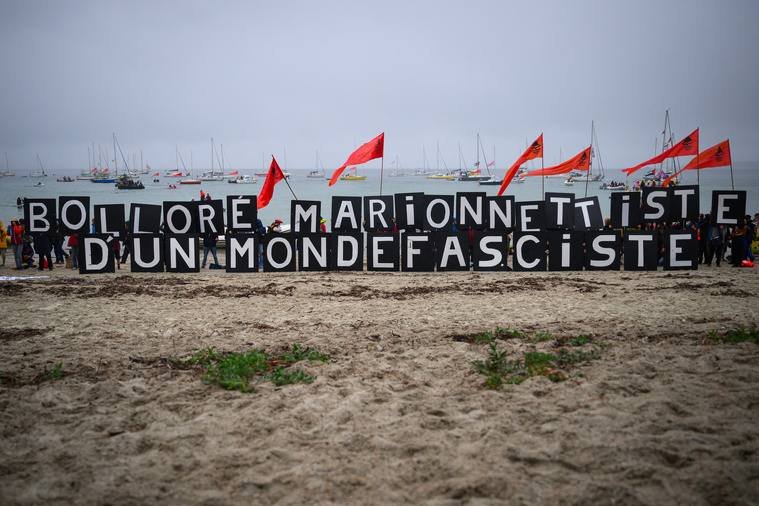 BOLLORÉ MARIONNETTISTE
D'UN MONDE FASCISTE